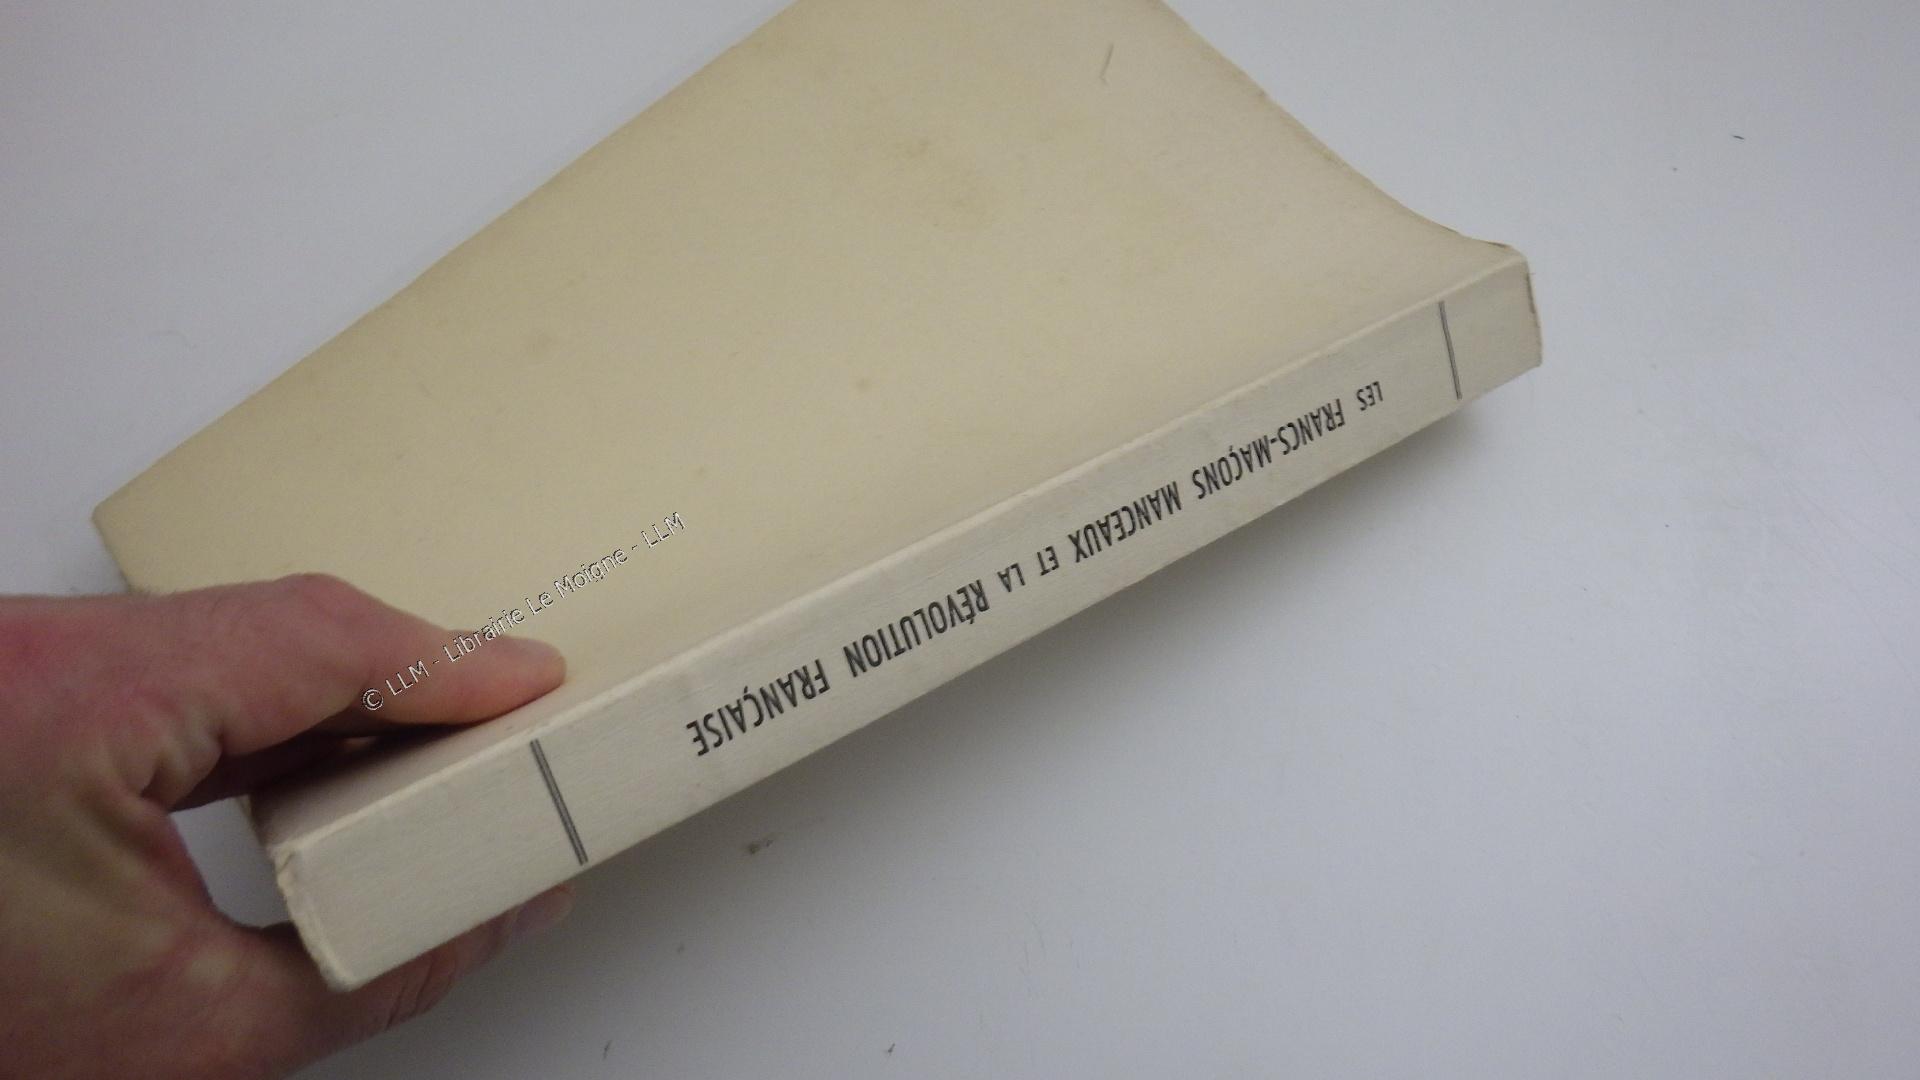 LES FRANCS-MAÇONS MANCEAUX ET LA RÉVOLUTION FRANÇAISE
© LLM - Librairie Le Moigne - LLM